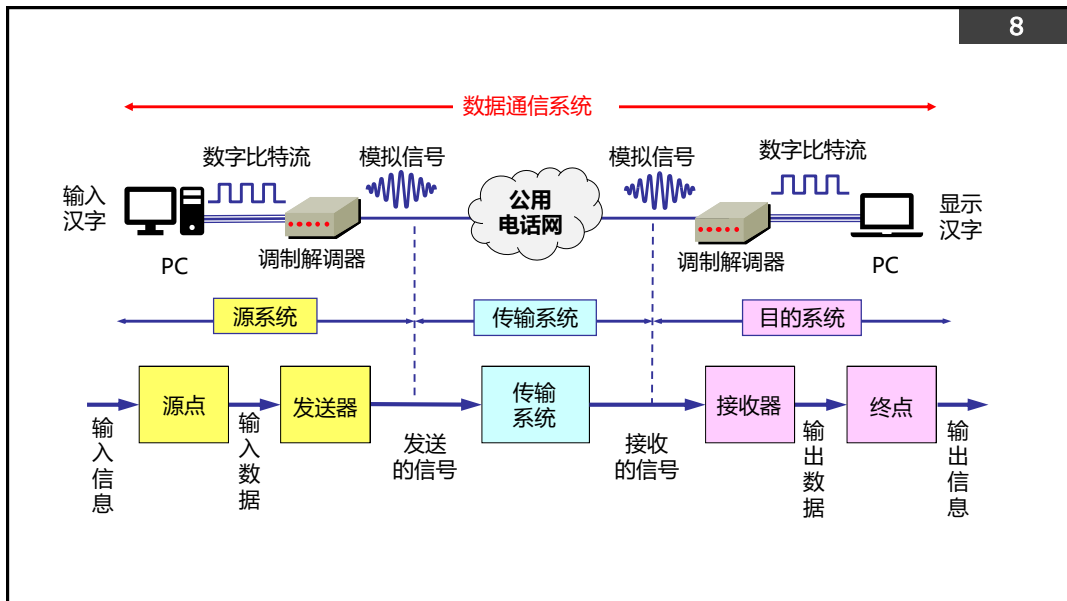 8
数据通信系统
数字比特流
模拟信号
模拟信号
数字比特流
输入
汉字
公用
电话网
显示
汉字
PC
调制解调器
调制解调器
PC
源系统
传输系统
目的系统
源点
发送器
传输
系统
接收器
终点
输入信息
输入数据
发送
的信号
接收
的信号
输出数据
输出信息